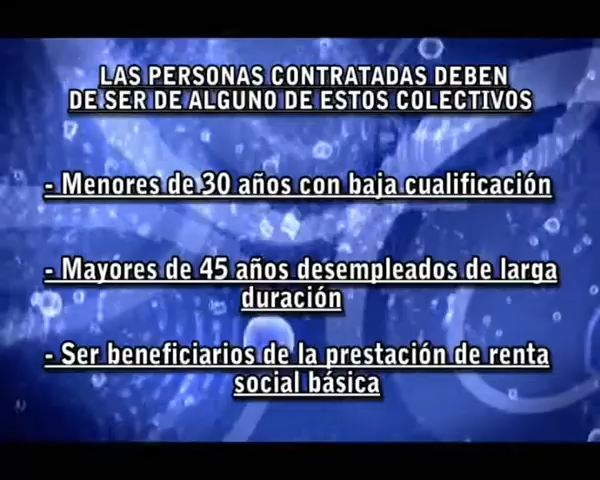 LAS PERSONAS CONTRATADAS DEBEN
DE SER DE ALGUNO DE ESTOS COLECTIVOS
- Menores de 30 años con baja cualificación
- Mayores de 45 años desempleados de larga
duración
- Ser beneficiarios de la prestación de renta
social básica